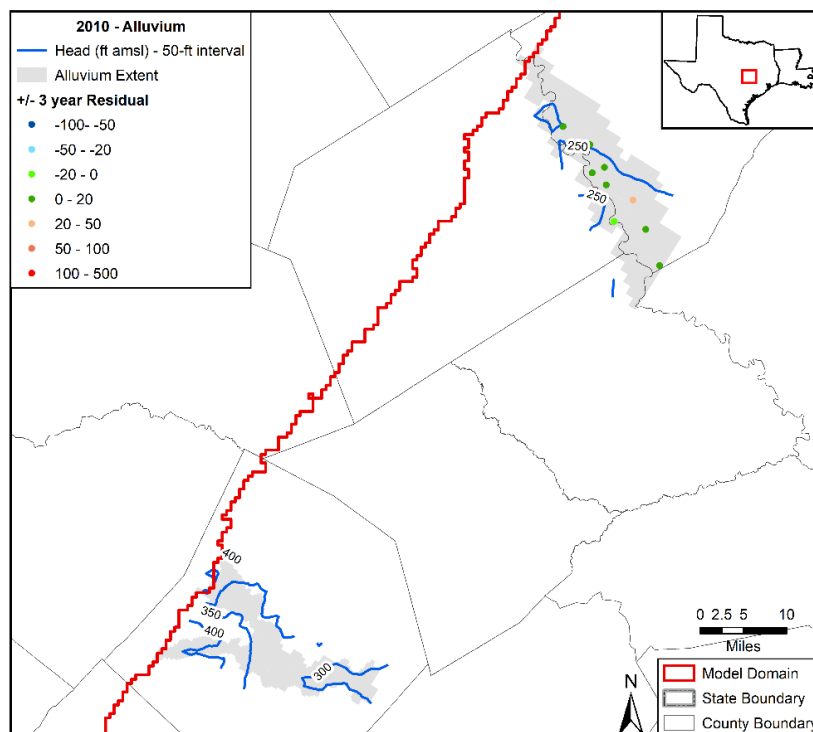 2010 - Alluvium
Head (ft amsl) - 50-ft interval
Alluvium Extent
+/- 3 year Residual
-100- -50
-50 - -20
-20 - 0
0 - 20
20 - 50
50 - 100
100 - 500
250
250
400
350
400
300
0 2.5 5 10
Miles
N
Model Domain
State Boundary
County Boundary